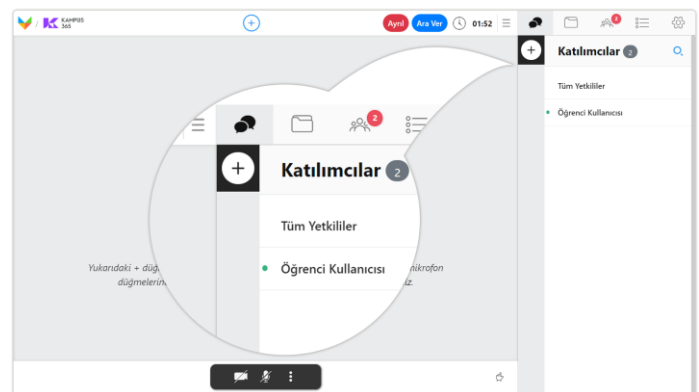 KAMPÜS
365
Ayrıl
Ara Ver
01:52
2
Katılımcılar 2
Tüm Yetkililer
Öğrenci Kullanıcısı
2
Katılımcılar 2
Tüm Yetkililer
Öğrenci Kullanıcısı
Yukarıdaki + düğ
mikrofon
düğmelerin
iz.